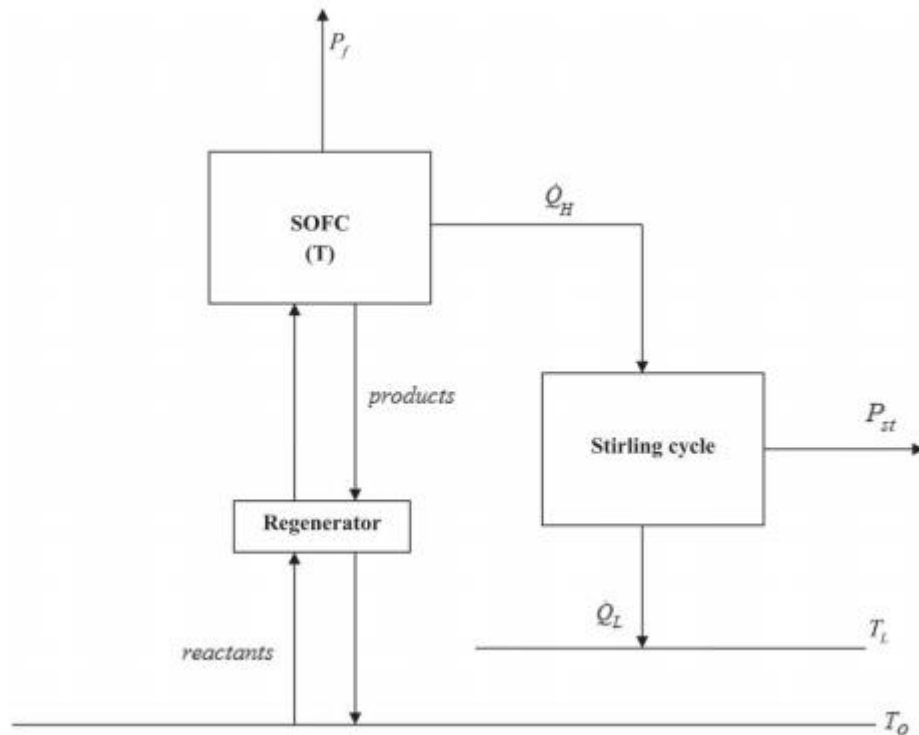 P_f
SOFC
(T)
Q̇_H
products
P_st
Stirling cycle
Regenerator
Q̇_L
T_L
reactants
T_O